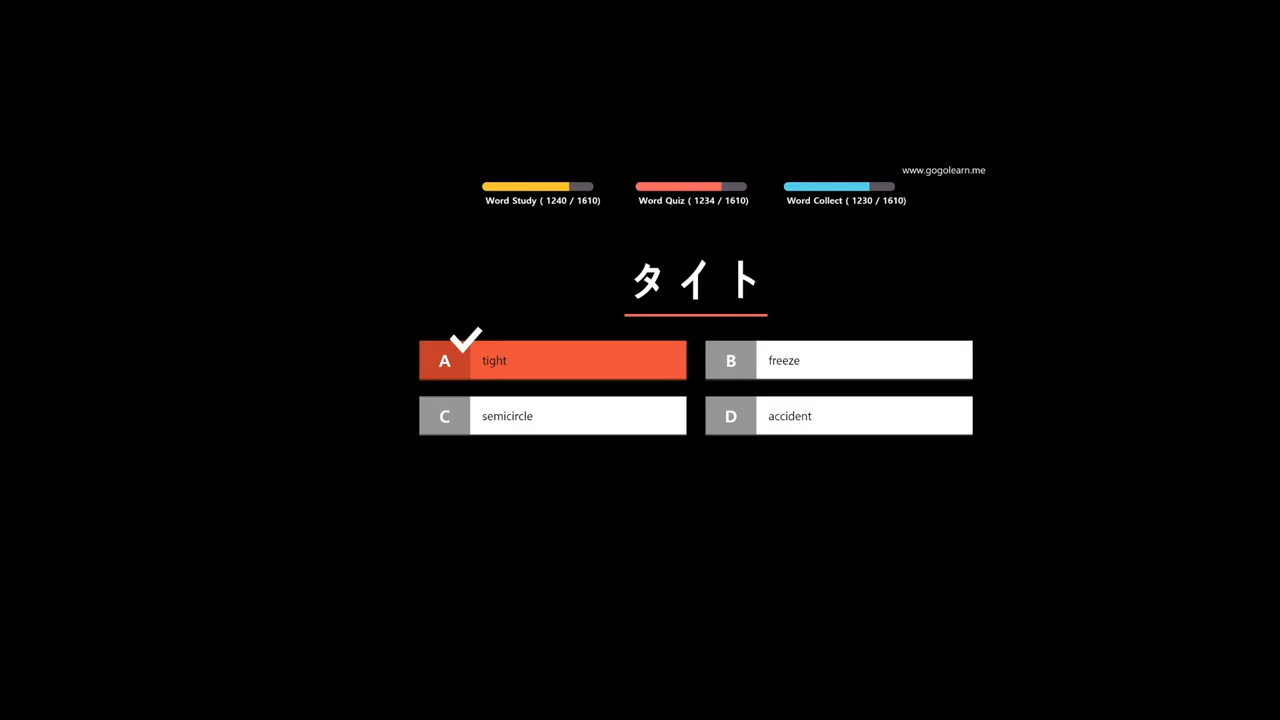 www.gogolearn.me
Word Study ( 1240 / 1610)
Word Quiz ( 1234 / 1610)
Word Collect ( 1230 / 1610)
タイト
A tight
B freeze
C semicircle
D accident